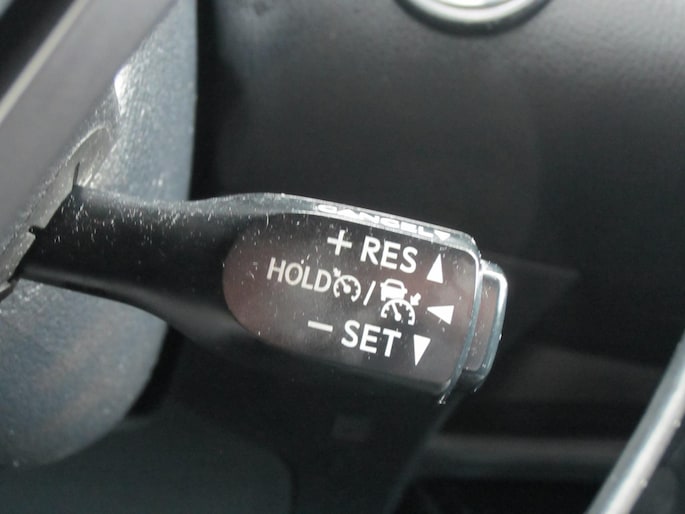 CANCEL▼
+ RES ▲
HOLD / ◀
− SET ▼